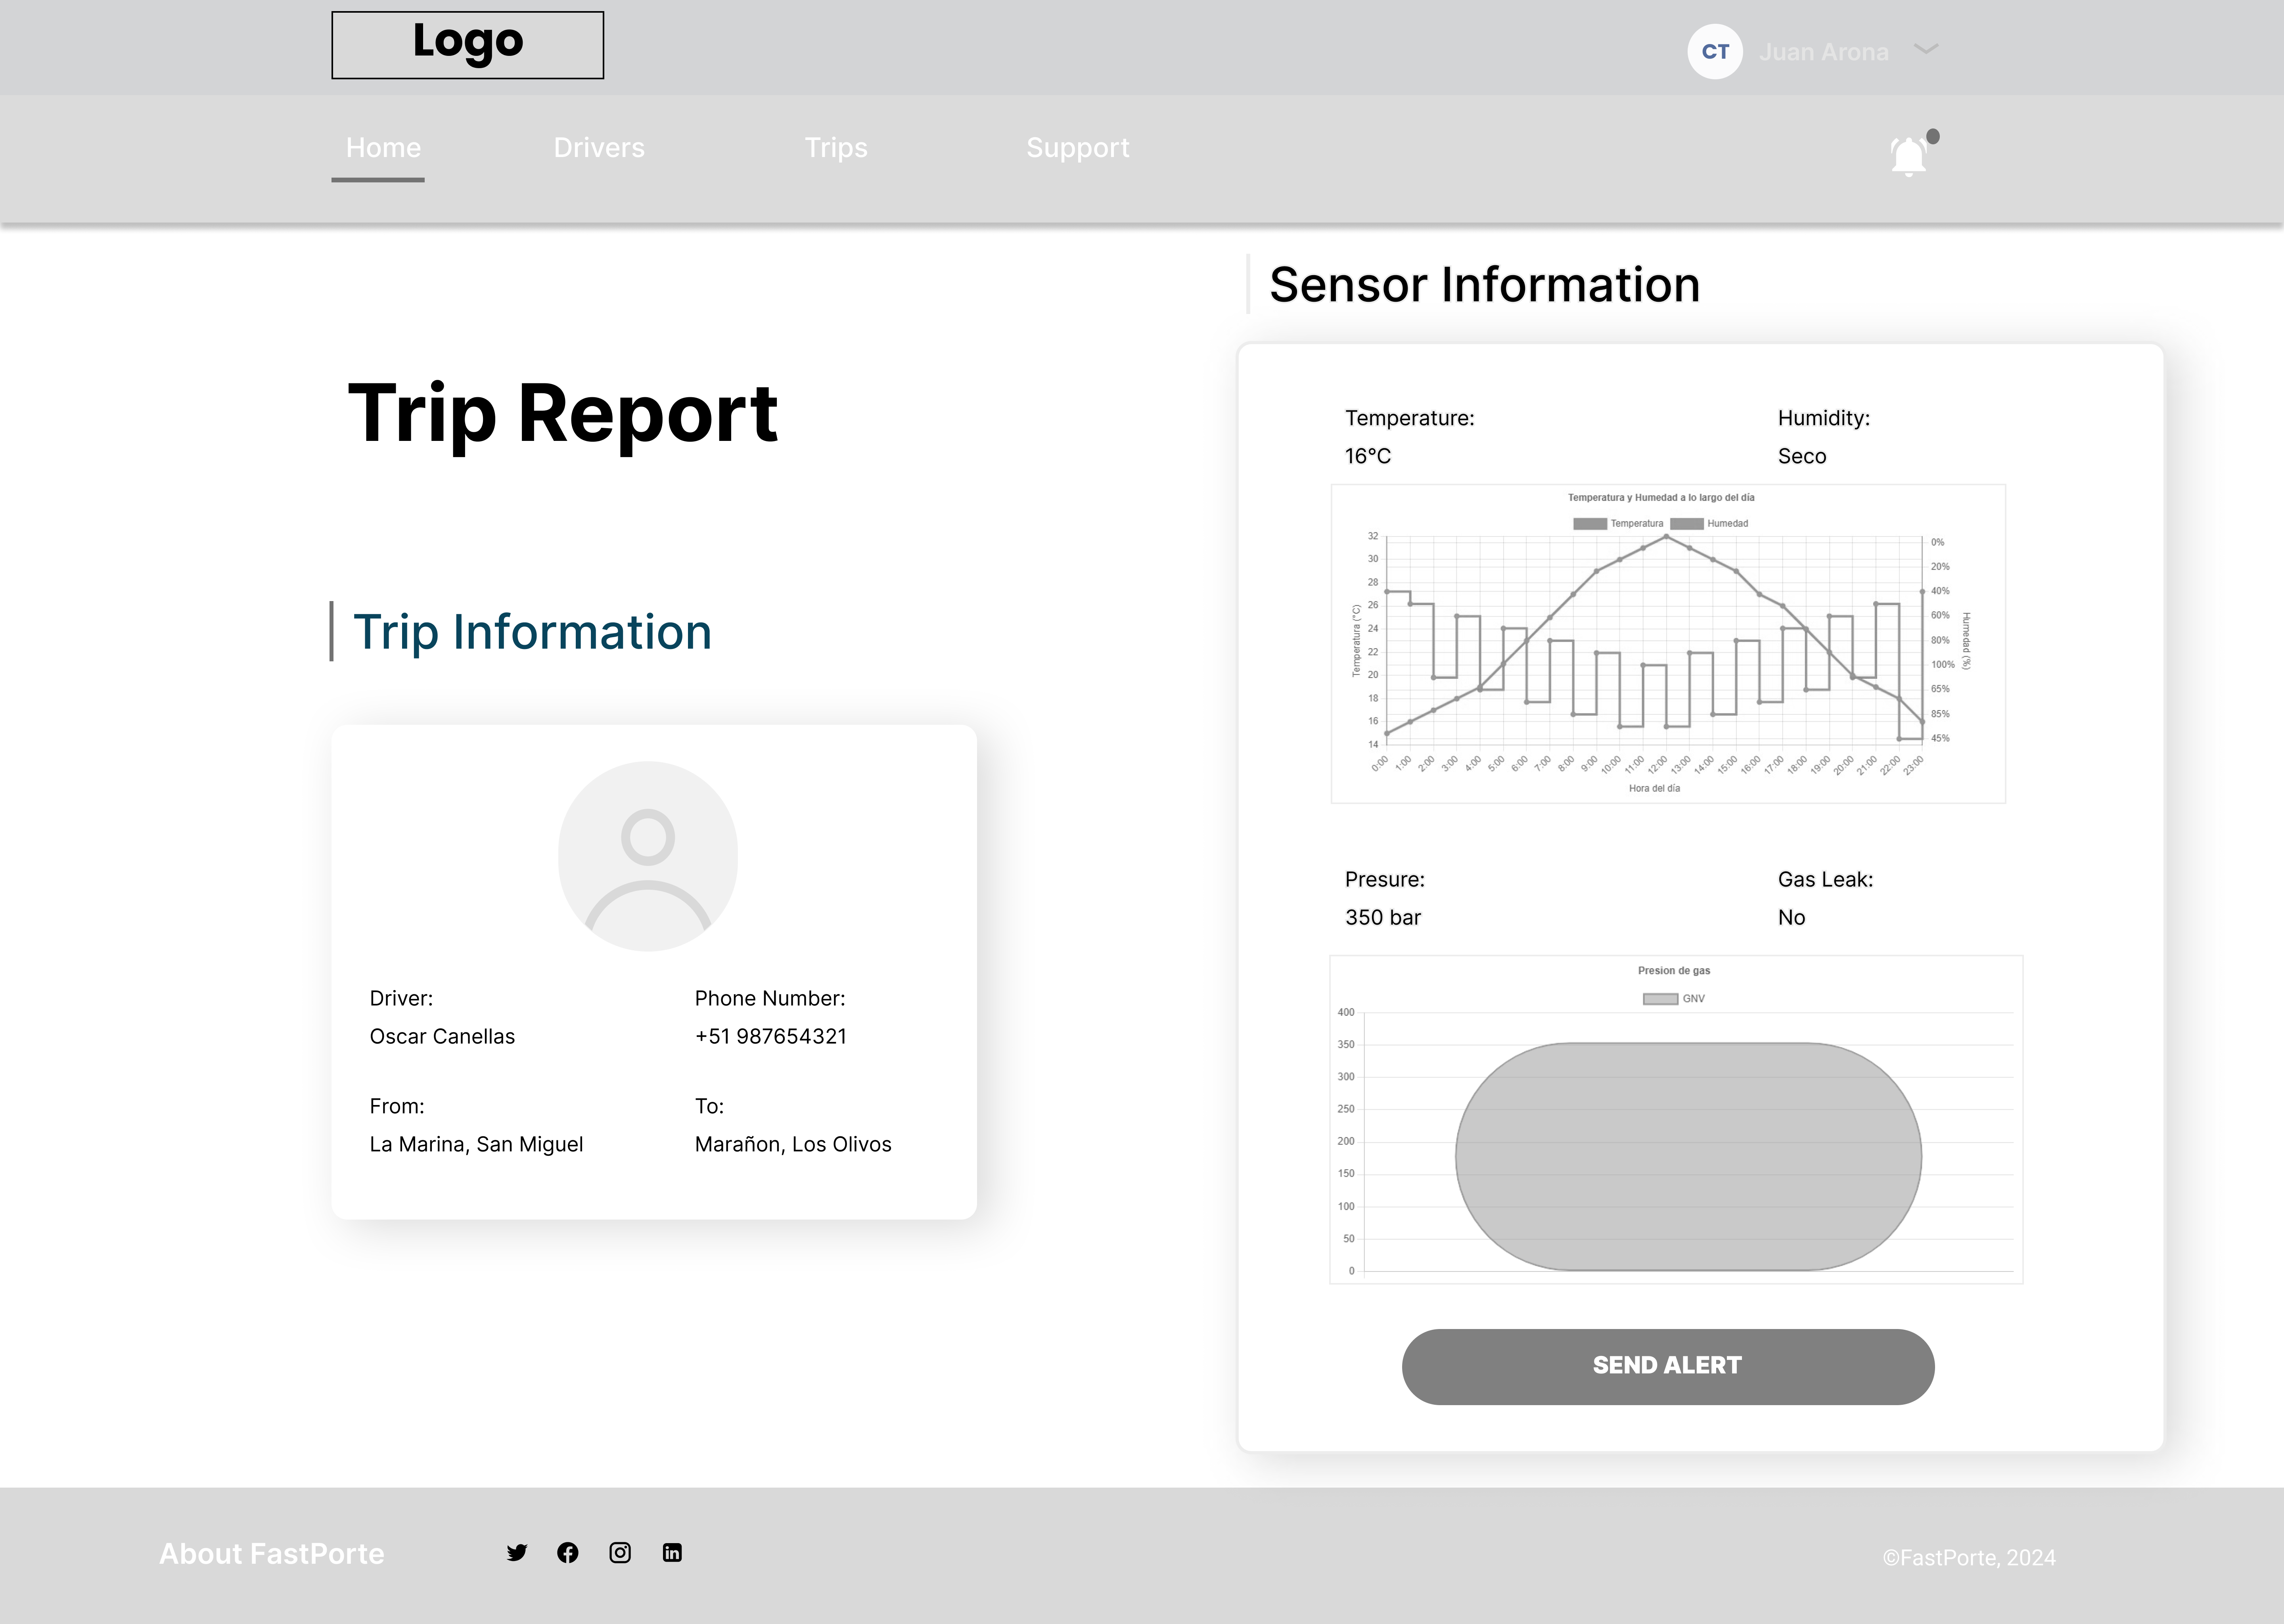 Logo
CT Juan Arona
Home Drivers Trips Support
Sensor Information
Trip Report
Trip Information
Driver: Phone Number:
Oscar Canellas +51 987654321
From: To:
La Marina, San Miguel Marañon, Los Olivos
Temperature: Humidity:
16°C Seco
Temperatura y Humedad a lo largo del día
Temperatura Humedad
32
30
28
26
24
22
20
18
16
14
Temperatura (°C)
0%
20%
40%
60%
80%
100%
65%
85%
45%
Humedad (%)
0:00 1:00 2:00 3:00 4:00 5:00 6:00 7:00 8:00 9:00 10:00 11:00 12:00 13:00 14:00 15:00 16:00 17:00 18:00 19:00 20:00 21:00 22:00 23:00
Hora del día
Presure: Gas Leak:
350 bar No
Presion de gas
GNV
400
350
300
250
200
150
100
50
0
SEND ALERT
About FastPorte
©FastPorte, 2024